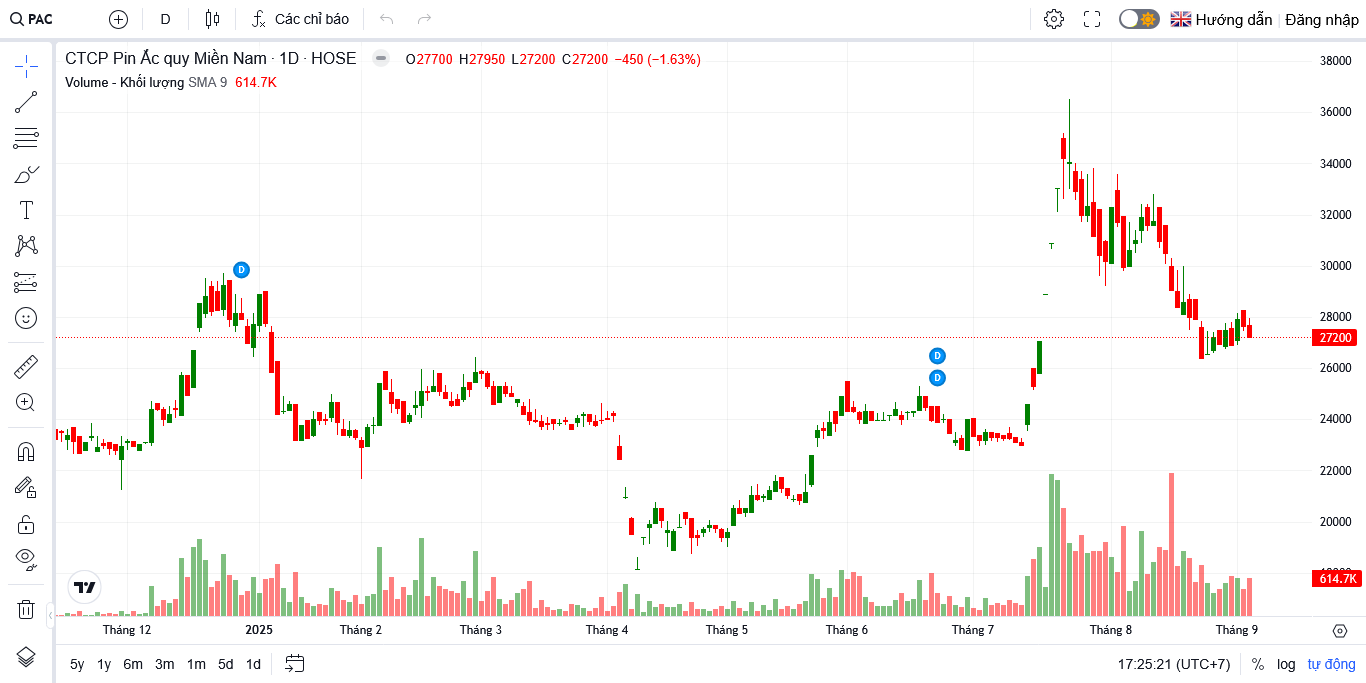 PAC D Các chỉ báo Hướng dẫn Đăng nhập
CTCP Pin Ắc quy Miền Nam · 1D · HOSE O27700 H27950 L27200 C27200 −450 (−1.63%)
Volume - Khối lượng SMA 9 614.7K
38000
36000
34000
32000
30000
28000
27200
26000
24000
22000
20000
614.7K
D
D
D
Tháng 12 2025 Tháng 2 Tháng 3 Tháng 4 Tháng 5 Tháng 6 Tháng 7 Tháng 8 Tháng 9
5y 1y 6m 3m 1m 5d 1d 17:25:21 (UTC+7) % log tự động